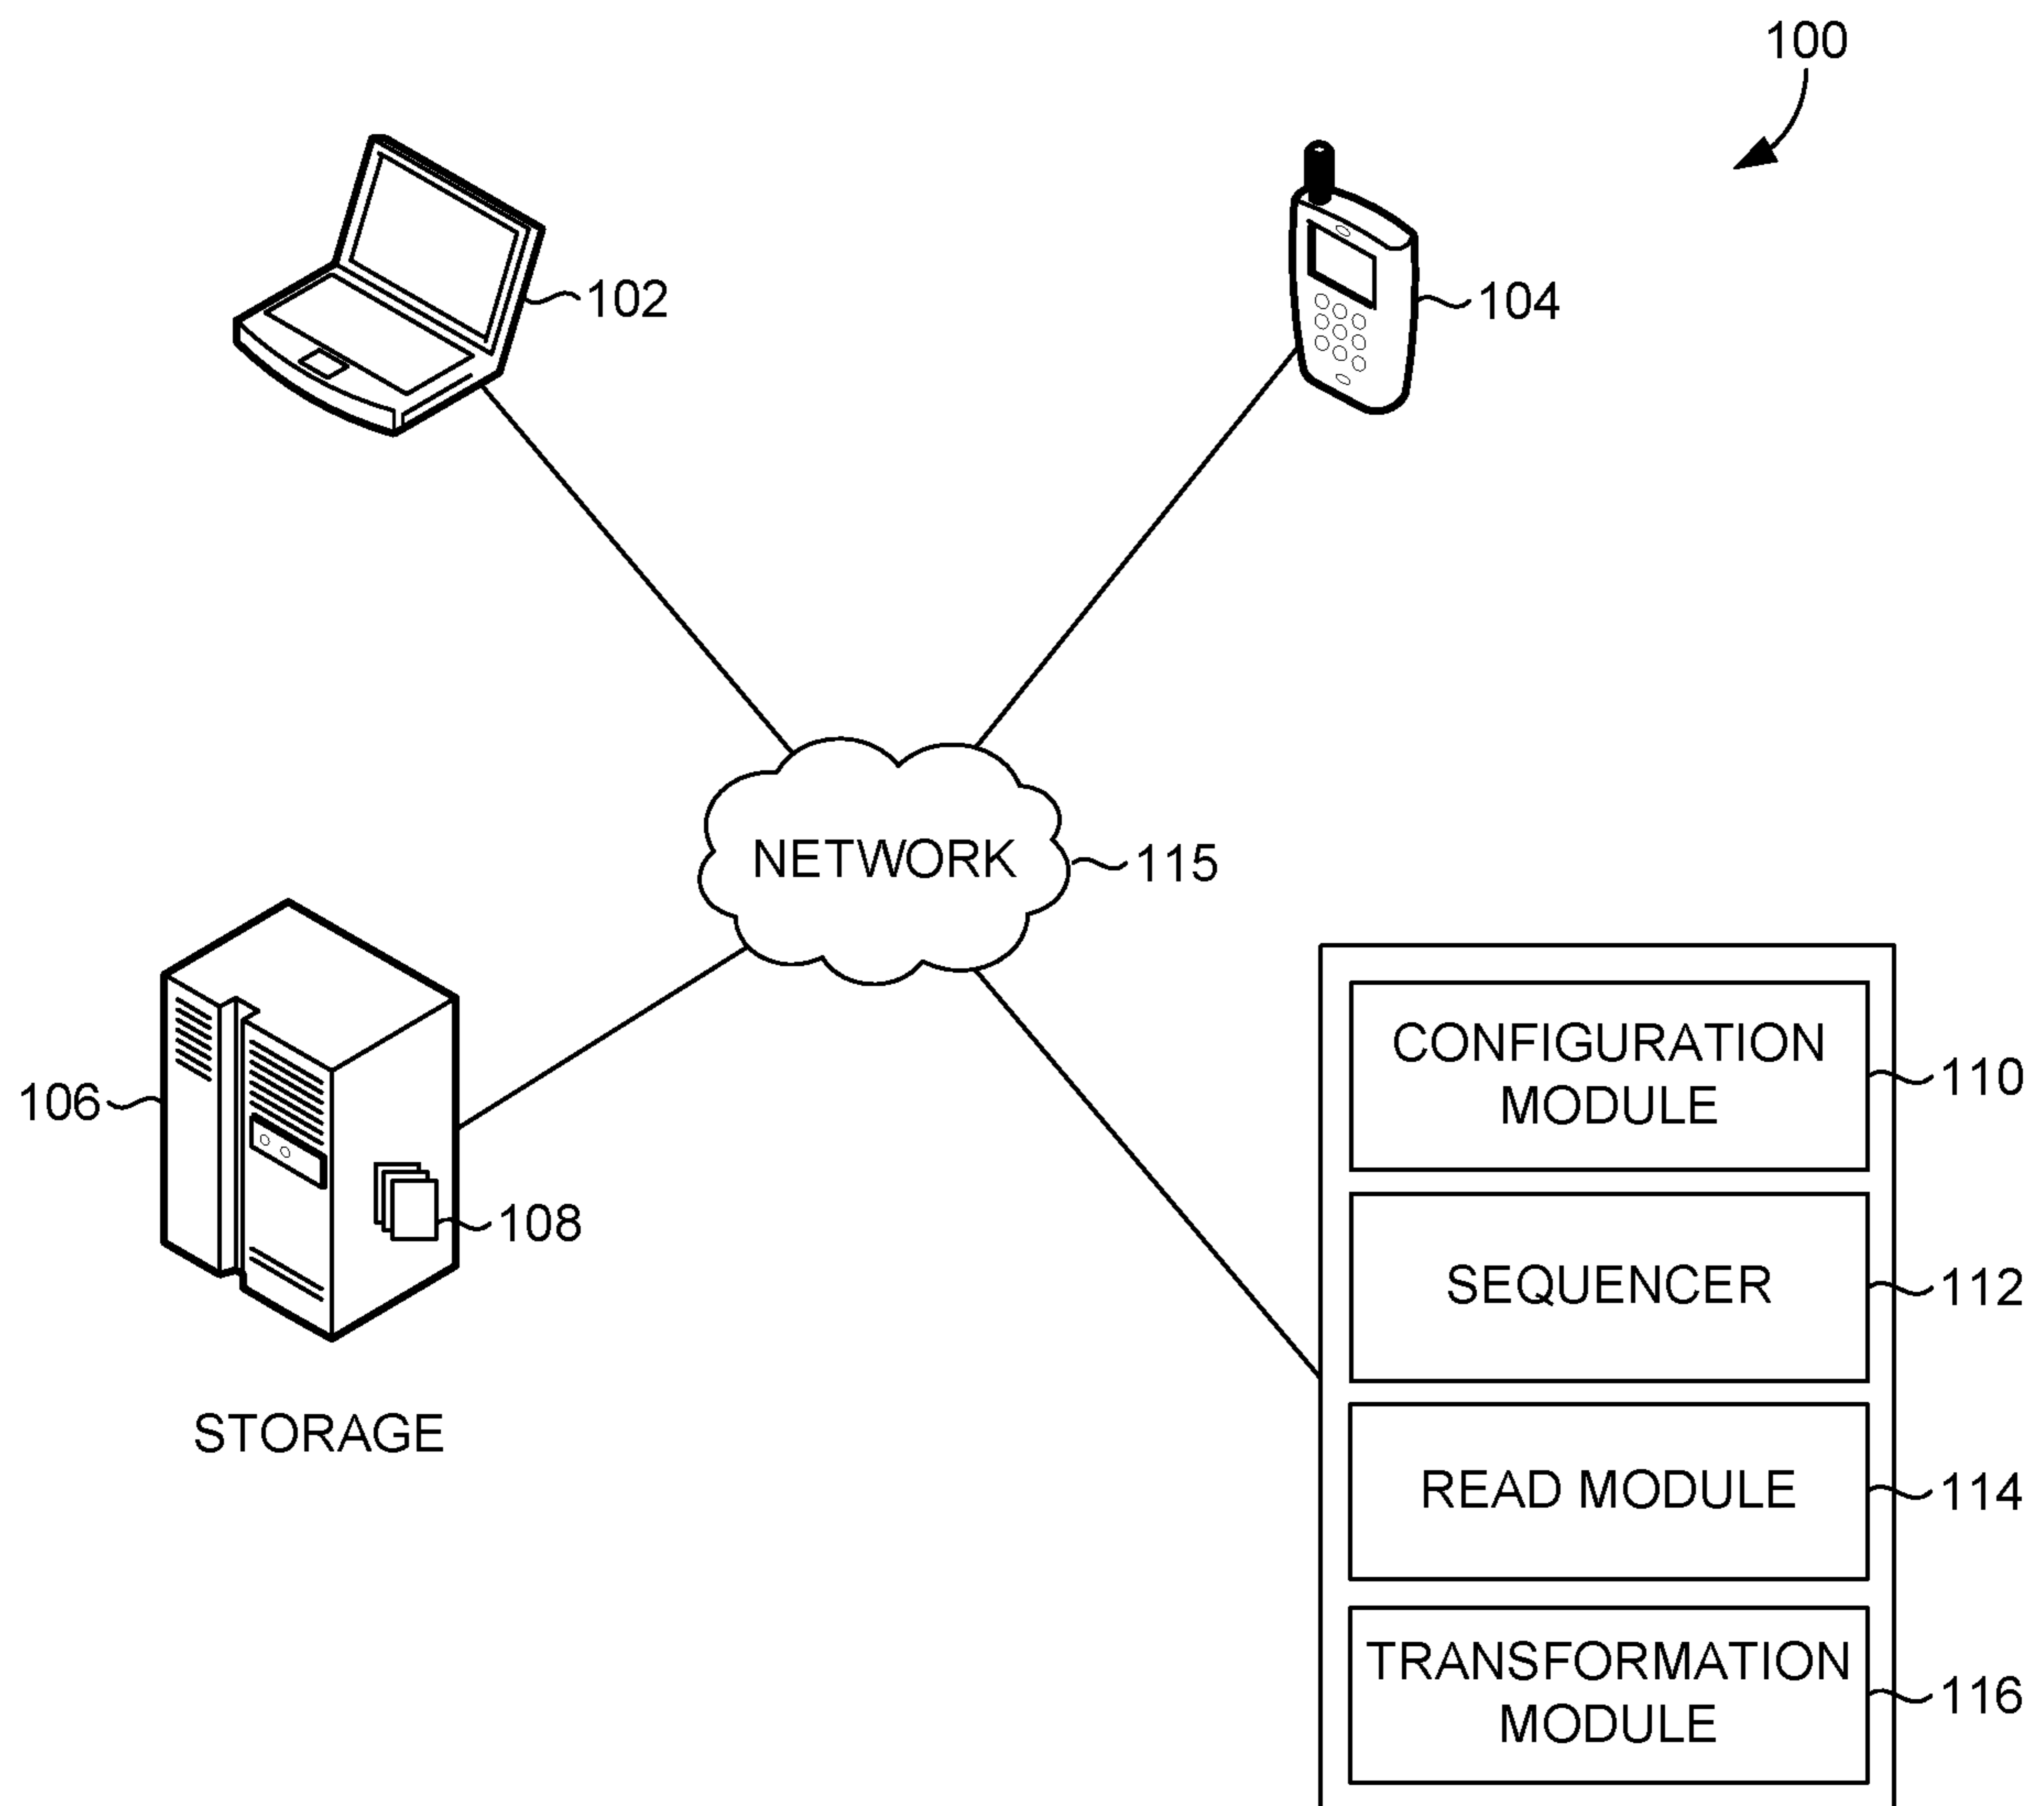 100
102
104
NETWORK
115
CONFIGURATION
MODULE
110
106
108
SEQUENCER
112
STORAGE
READ MODULE
114
TRANSFORMATION
MODULE
116